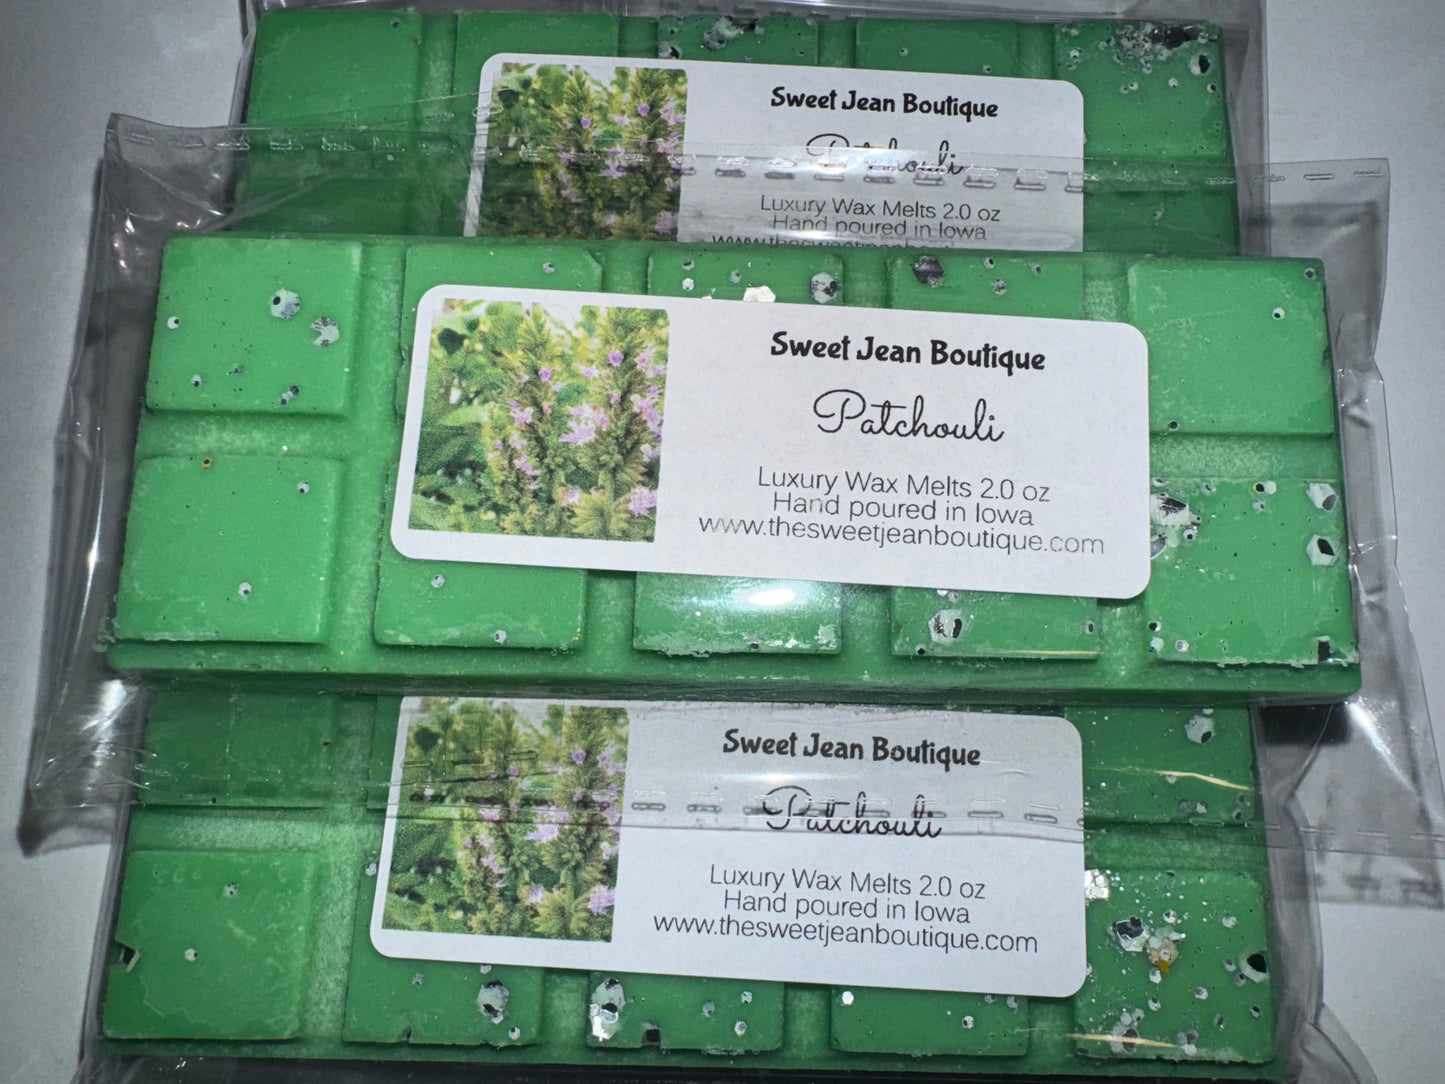 Sweet Jean Boutique
Patchouli
Luxury Wax Melts 2.0 oz
Hand poured in Iowa
Sweet Jean Boutique
Patchouli
Luxury Wax Melts 2.0 oz
Hand poured in Iowa
www.thesweetjeanboutique.com
Sweet Jean Boutique
Patchouli
Luxury Wax Melts 2.0 oz
Hand poured in Iowa
www.thesweetjeanboutique.com